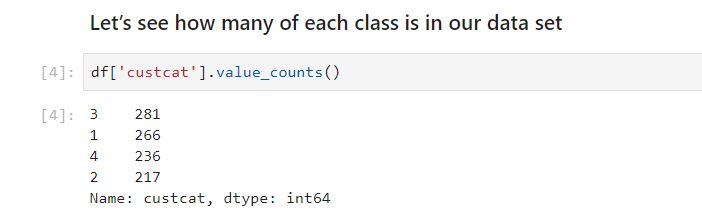 Let's see how many of each class is in our data set
[4]: df['custcat'].value_counts()
[4]: 3    281
1    266
4    236
2    217
Name: custcat, dtype: int64